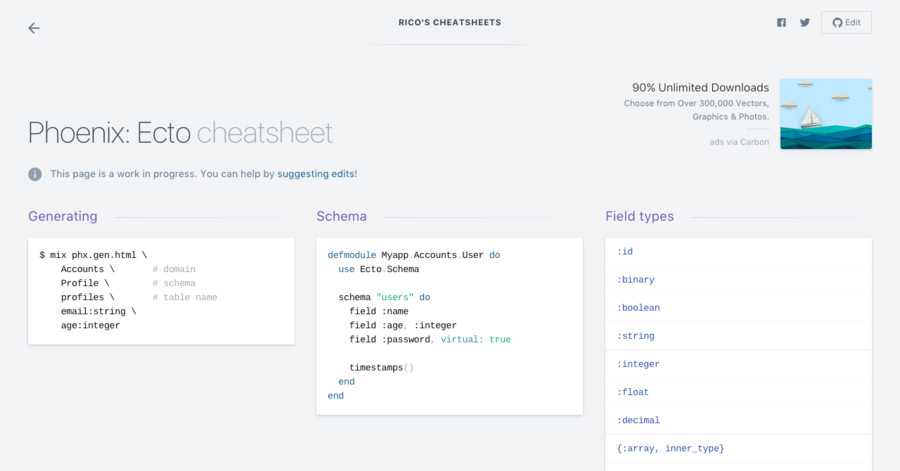 RICO'S CHEATSHEETS
Edit
90% Unlimited Downloads
Choose from Over 300,000 Vectors,
Graphics & Photos.
ads via Carbon
Phoenix: Ecto cheatsheet
This page is a work in progress. You can help by suggesting edits!
Generating
$ mix phx.gen.html \
Accounts \ # domain
Profile \ # schema
profiles \ # table name
email:string \
age:integer
Schema
defmodule Myapp.Accounts.User do
use Ecto.Schema
schema "users" do
field :name
field :age, :integer
field :password, virtual: true
timestamps()
end
end
Field types
:id
:binary
:boolean
:string
:integer
:float
:decimal
{:array, inner_type}